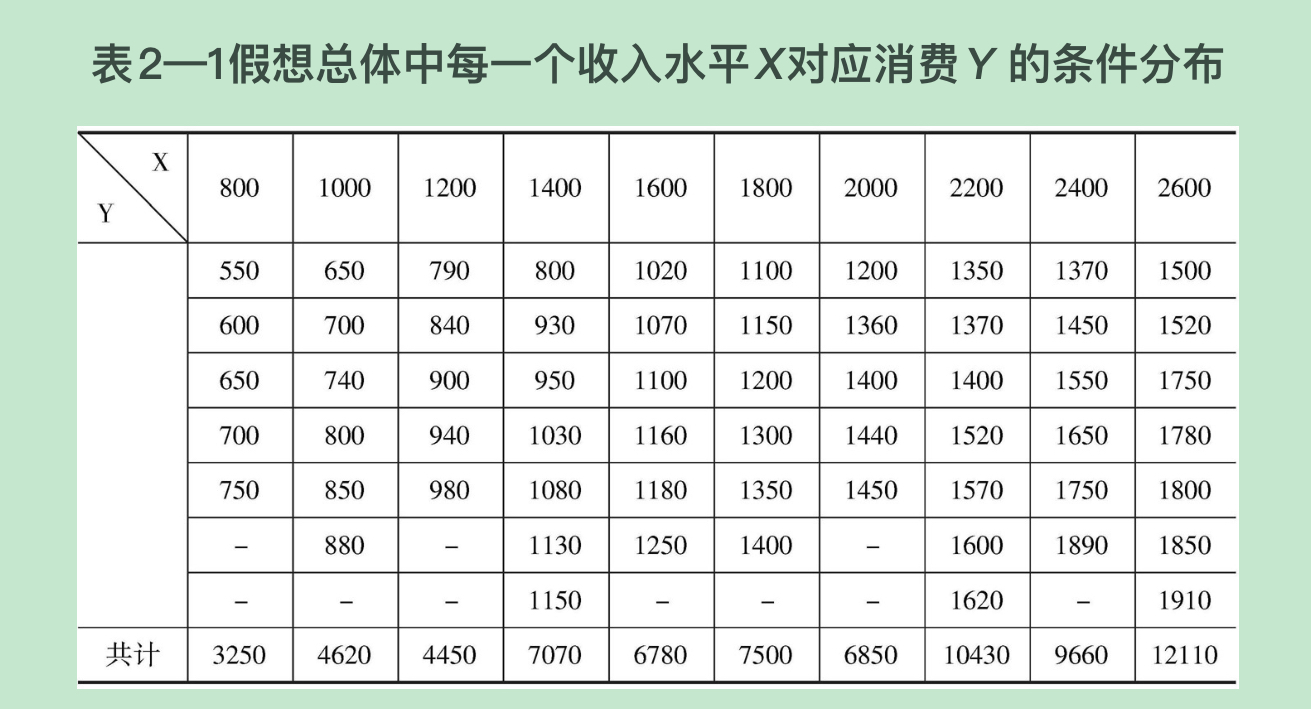 表2—1假想总体中每一个收入水平X对应消费Y 的条件分布
X
Y
800 1000 1200 1400 1600 1800 2000 2200 2400 2600
550 650 790 800 1020 1100 1200 1350 1370 1500
600 700 840 930 1070 1150 1360 1370 1450 1520
650 740 900 950 1100 1200 1400 1400 1550 1750
700 800 940 1030 1160 1300 1440 1520 1650 1780
750 850 980 1080 1180 1350 1450 1570 1750 1800
– 880 – 1130 1250 1400 – 1600 1890 1850
– – – 1150 – – – 1620 – 1910
共计 3250 4620 4450 7070 6780 7500 6850 10430 9660 12110